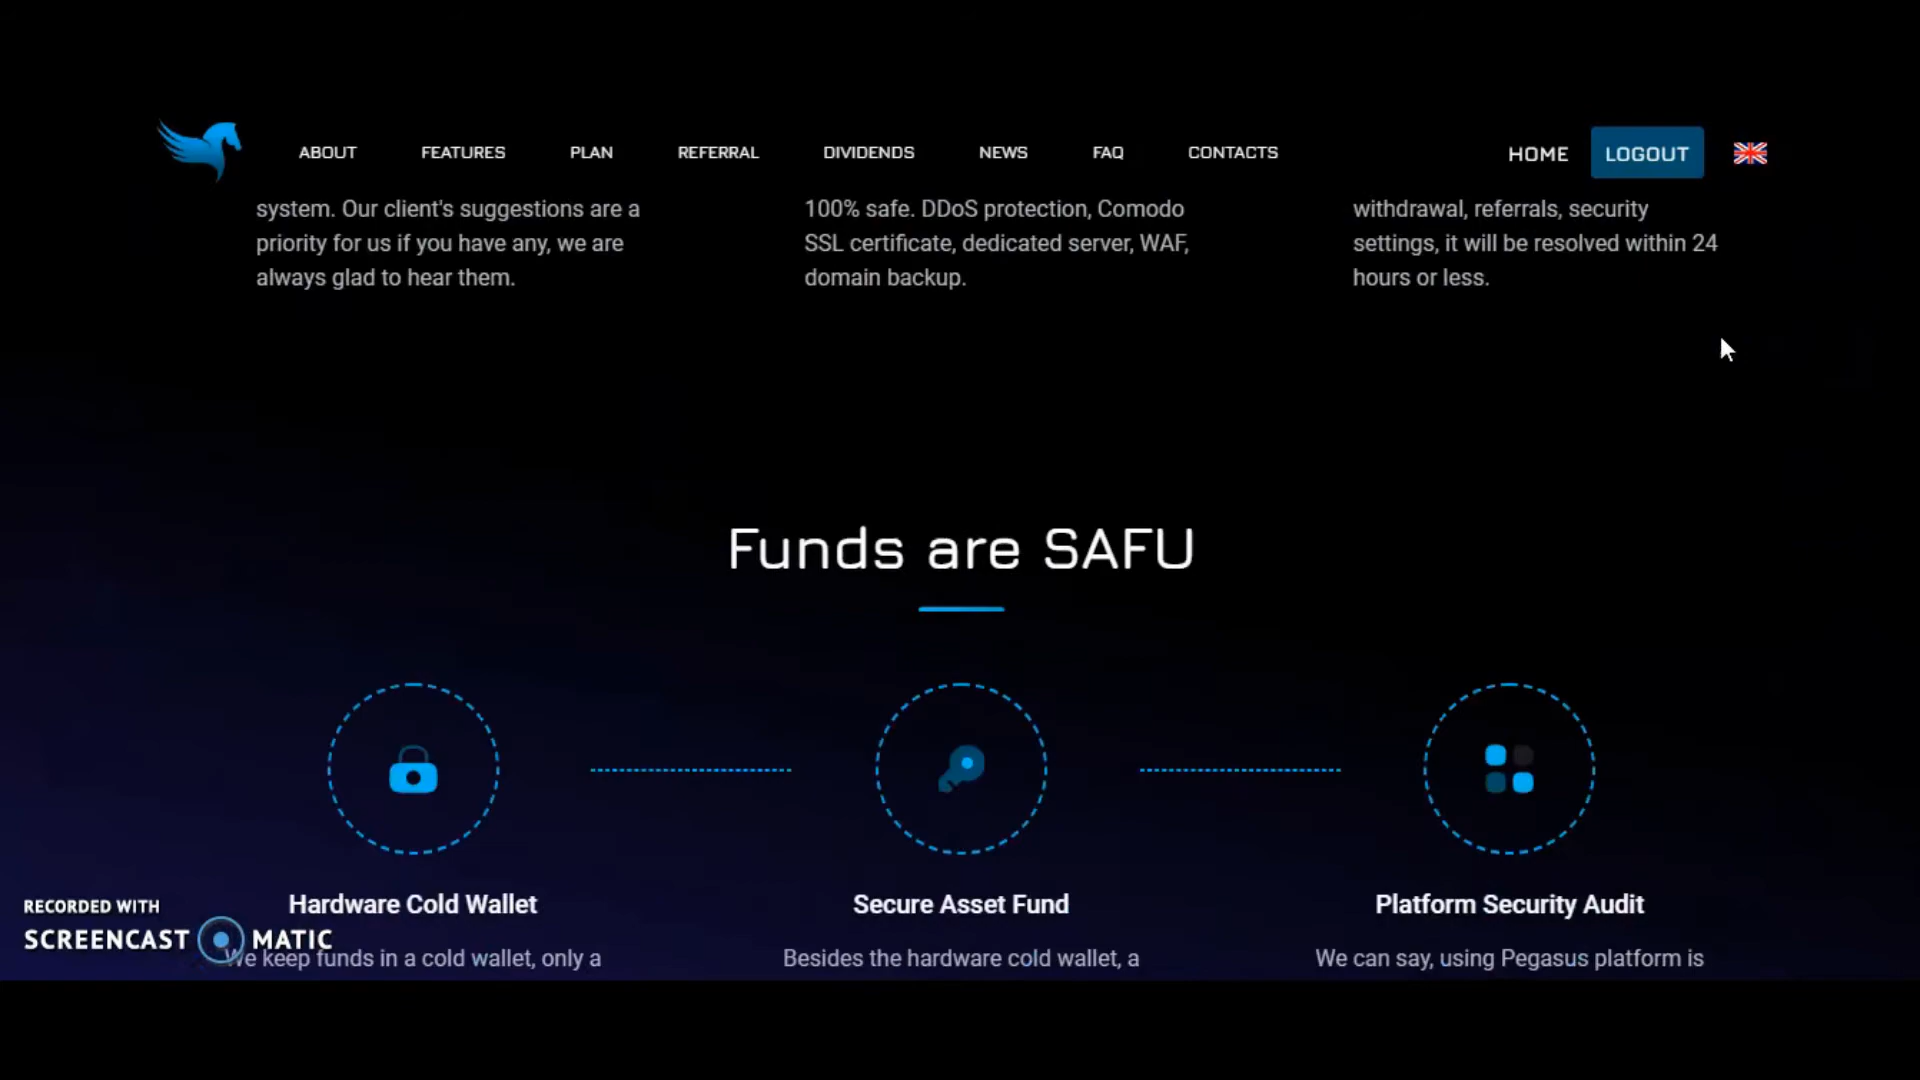 ABOUT FEATURES PLAN REFERRAL DIVIDENDS NEWS FAQ CONTACTS HOME LOGOUT
system. Our client's suggestions are a
priority for us if you have any, we are
always glad to hear them.
100% safe. DDoS protection, Comodo
SSL certificate, dedicated server, WAF,
domain backup.
withdrawal, referrals, security
settings, it will be resolved within 24
hours or less.
Funds are SAFU
Hardware Cold Wallet
We keep funds in a cold wallet, only a
Secure Asset Fund
Besides the hardware cold wallet, a
Platform Security Audit
We can say, using Pegasus platform is
RECORDED WITH
SCREENCAST MATIC